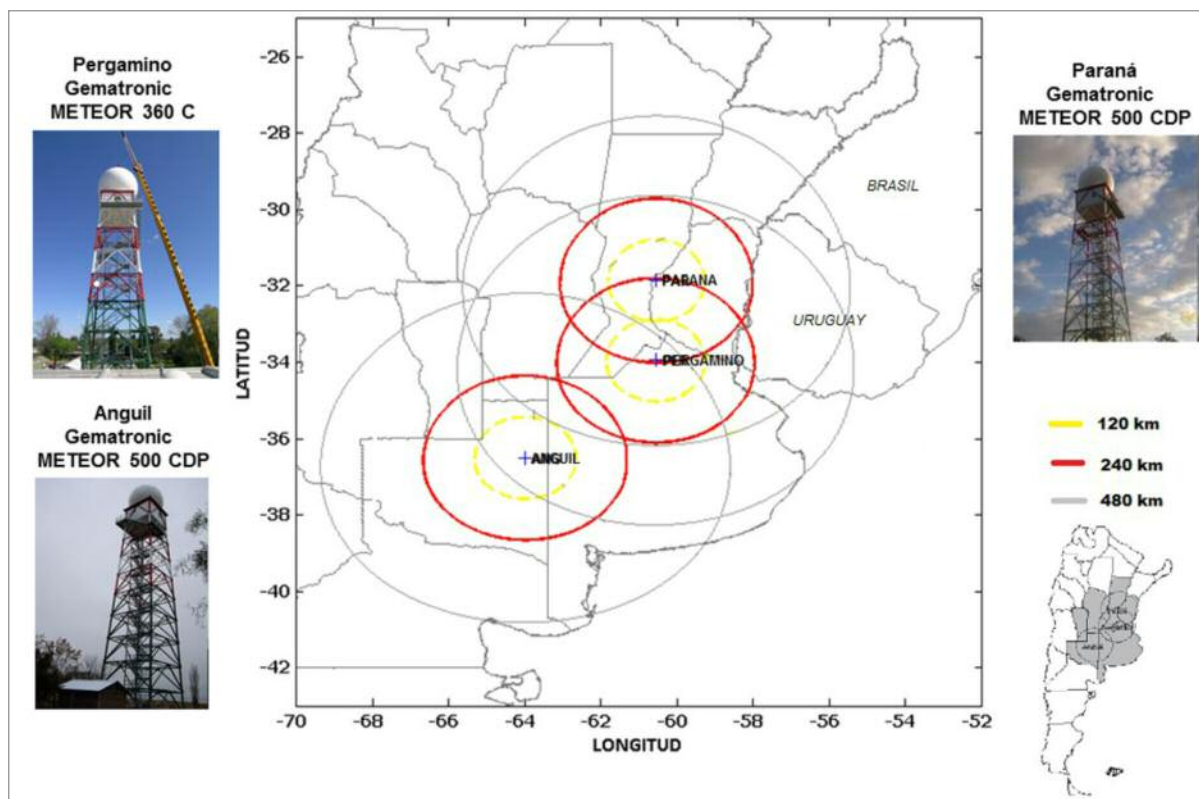 Pergamino
Gematronic
METEOR 360 C
Anguil
Gematronic
METEOR 500 CDP
LATITUD
-26
-28
-30
-32
-34
-36
-38
-40
-42
BRASIL
URUGUAY
PARANA
PERGAMINO
ANGUIL
-70
-68
-66
-64
-62
-60
-58
-56
-54
-52
LONGITUD
Paraná
Gematronic
METEOR 500 CDP
120 km
240 km
480 km